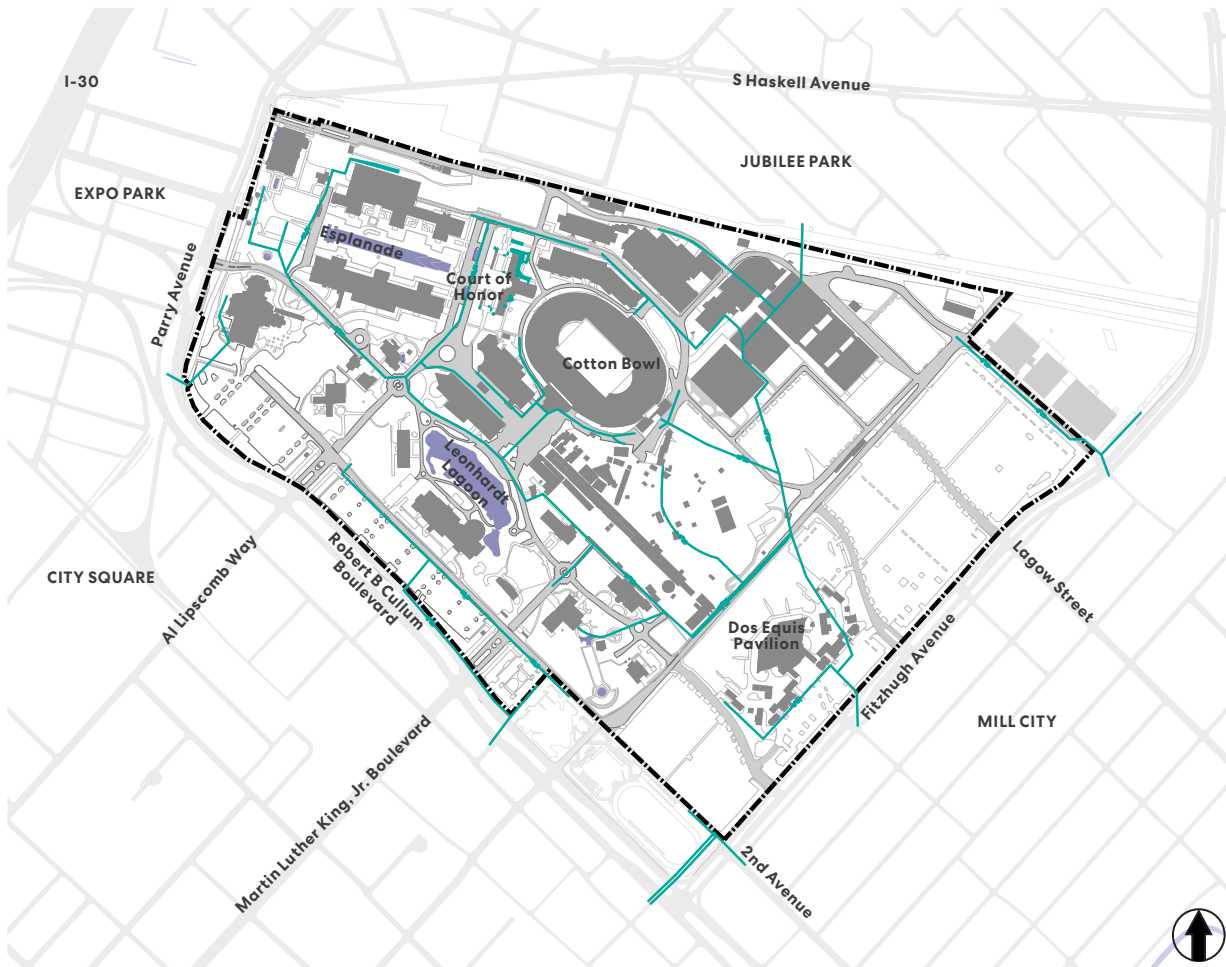 I-30
S Haskell Avenue
JUBILEE PARK
EXPO PARK
Esplanade
Parry Avenue
Court of
Honor
Cotton Bowl
Leonhardt
Lagoon
CITY SQUARE
Al Lipscomb Way
Robert B Cullum
Boulevard
Lagow Street
Dos Equis
Pavilion
Fitzhugh Avenue
MILL CITY
Martin Luther King, Jr. Boulevard
2nd Avenue